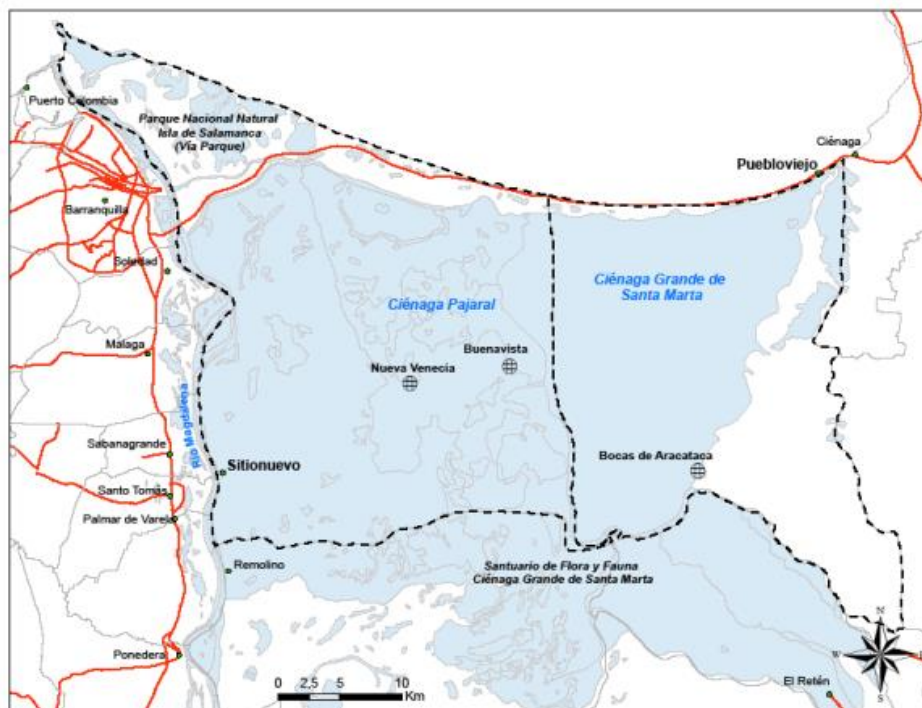 Puerto Colombia
Parque Nacional Natural
Isla de Salamanca
(Vía Parque)
Ciénaga
Puebloviejo
Barranquilla
Soledad
Ciénaga Grande de
Santa Marta
Ciénaga Pajaral
Malaga
Buenavista
Nueva Venecia
Río Magdalena
Sabanagrande
Sitionuevo
Bocas de Aracataca
Santo Tomás
Palmar de Varela
Remolino
Santuario de Flora y Fauna
Ciénaga Grande de Santa Marta
N
W
E
S
Ponedera
El Retén
0 2,5 5 10
Km